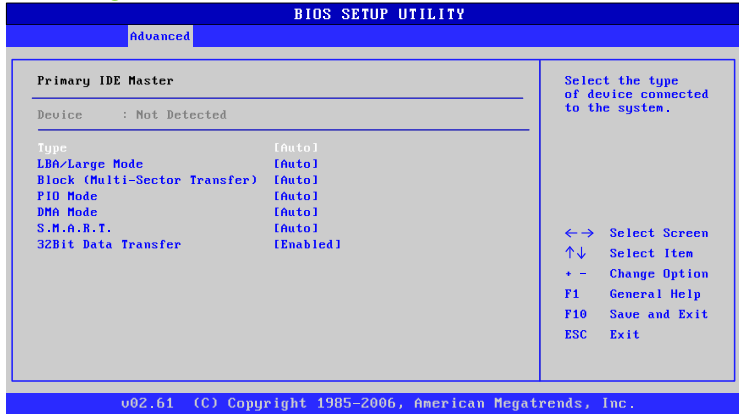 BIOS SETUP UTILITY
Advanced
Primary IDE Master
Device : Not Detected
Type [Auto]
LBA/Large Mode [Auto]
Block (Multi-Sector Transfer) [Auto]
PIO Mode [Auto]
DMA Mode [Auto]
S.M.A.R.T. [Auto]
32Bit Data Transfer [Enabled]
Select the type
of device connected
to the system.
←→ Select Screen
↑↓ Select Item
+ - Change Option
F1 General Help
F10 Save and Exit
ESC Exit
v02.61 (C) Copyright 1985-2006, American Megatrends, Inc.